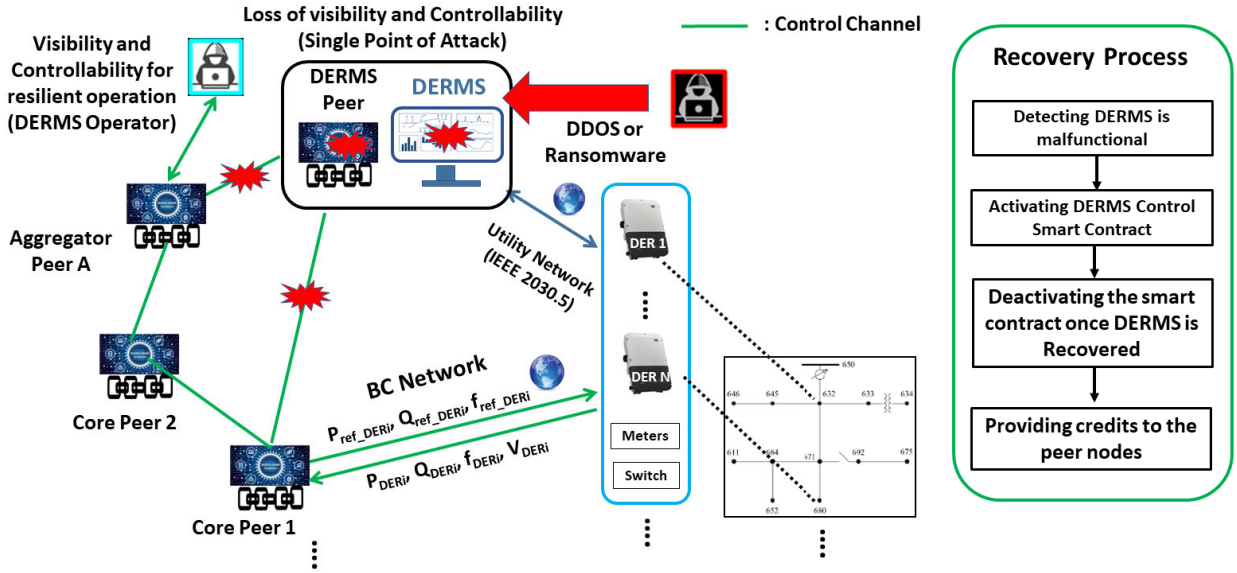 Loss of visibility and Controllability
(Single Point of Attack)
: Control Channel
Visibility and
Controllability for
resilient operation
(DERMS Operator)
DERMS
Peer
DERMS
DDOS or
Ransomware
Aggregator
Peer A
Utility Network
(IEEE 2030.5)
DER 1
DER N
Core Peer 2
BC Network
P_ref_DERi, Q_ref_DERi, f_ref_DERi
P_DERi, Q_DERi, f_DERi, V_DERi
Core Peer 1
Meters
Switch
650
646
645
632
633
634
611
684
671
692
675
652
680
Recovery Process
Detecting DERMS is
malfunctional
Activating DERMS Control
Smart Contract
Deactivating the smart
contract once DERMS is
Recovered
Providing credits to the
peer nodes